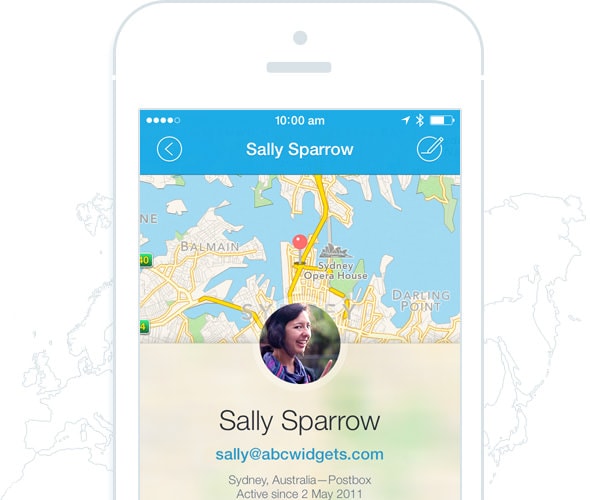 10:00 am
Sally Sparrow
BALMAIN
40
Sydney
Opera House
DARLING
POINT
4
Sally Sparrow
sally@abcwidgets.com
Sydney, Australia—Postbox
Active since 2 May 2011